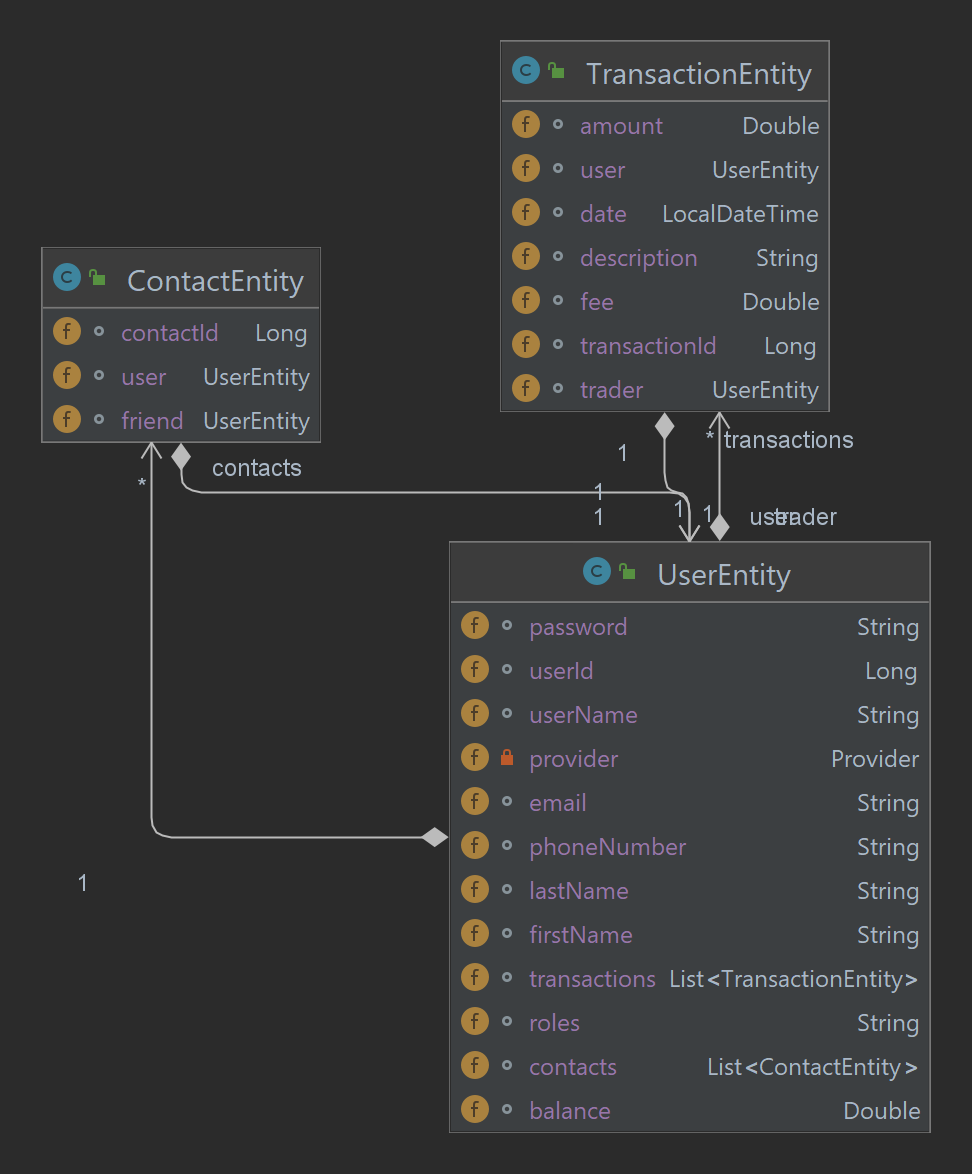 C TransactionEntity
f amount Double
f user UserEntity
f date LocalDateTime
f description String
f fee Double
f transactionId Long
f trader UserEntity
C ContactEntity
f contactId Long
f user UserEntity
f friend UserEntity
1
* transactions
contacts
*
1
1
1
1
user
trader
C UserEntity
f password String
f userId Long
f userName String
f provider Provider
f email String
f phoneNumber String
f lastName String
f firstName String
f transactions List<TransactionEntity>
f roles String
f contacts List<ContactEntity>
f balance Double
1